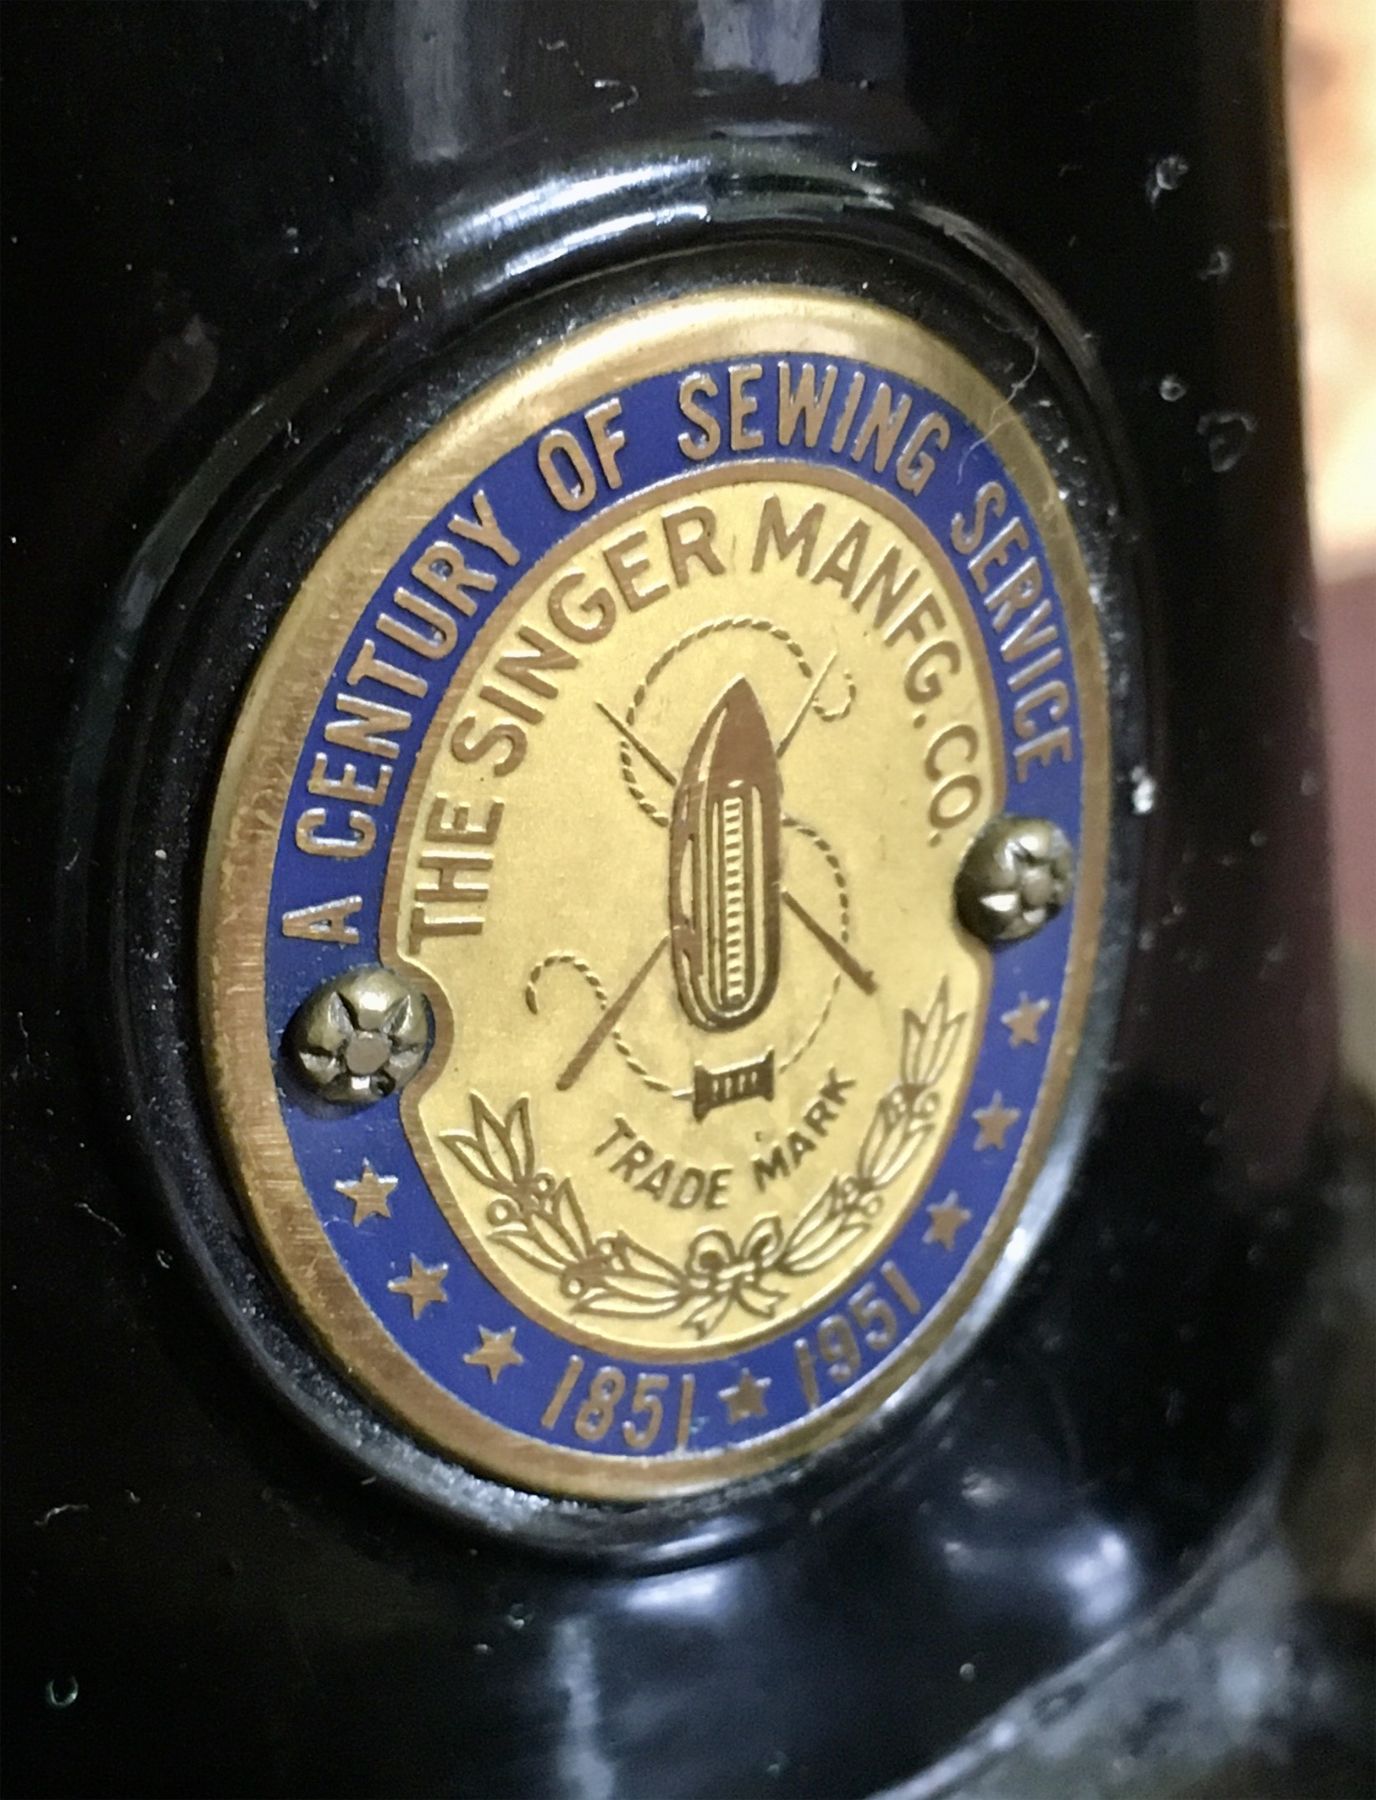 A CENTURY OF SEWING SERVICE
THE SINGER MANFG. CO.
TRADE MARK
1851 ★ 1951